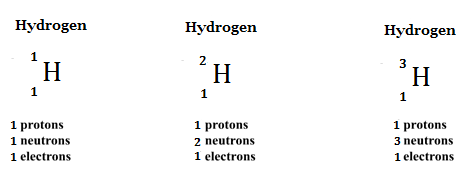 Hydrogen
1
H
1
1 protons
1 neutrons
1 electrons
Hydrogen
2
H
1
1 protons
2 neutrons
1 electrons
Hydrogen
3
H
1
1 protons
3 neutrons
1 electrons